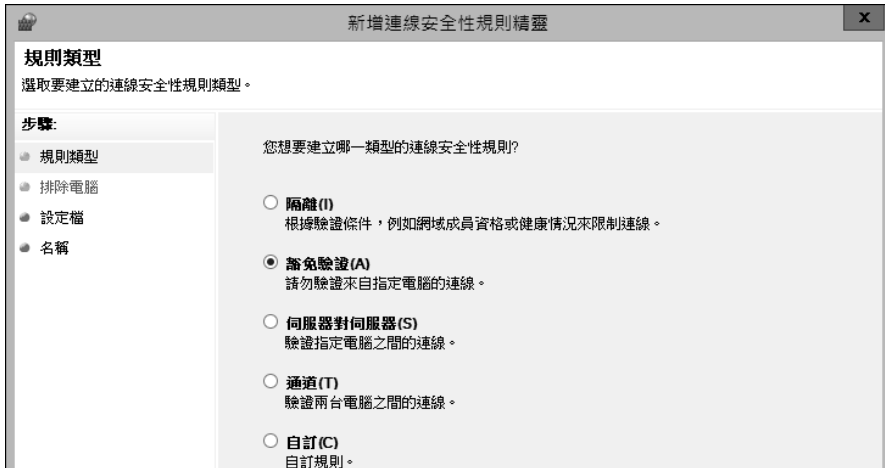 新增連線安全性規則精靈
x
規則類型
選取要建立的連線安全性規則類型。
步驟:
規則類型
排除電腦
設定檔
名稱
您想要建立哪一類型的連線安全性規則?
隔離(I)
根據驗證條件，例如網域成員資格或健康情況來限制連線。
豁免驗證(A)
請勿驗證來自指定電腦的連線。
伺服器對伺服器(S)
驗證指定電腦之間的連線。
通道(T)
驗證兩台電腦之間的連線。
自訂(C)
自訂規則。